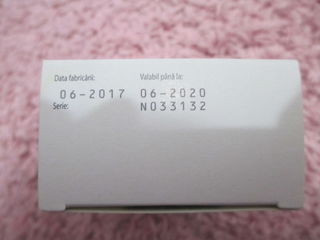 Data fabricării: Valabil până la:
06-2017 06-2020
Serie: N033132